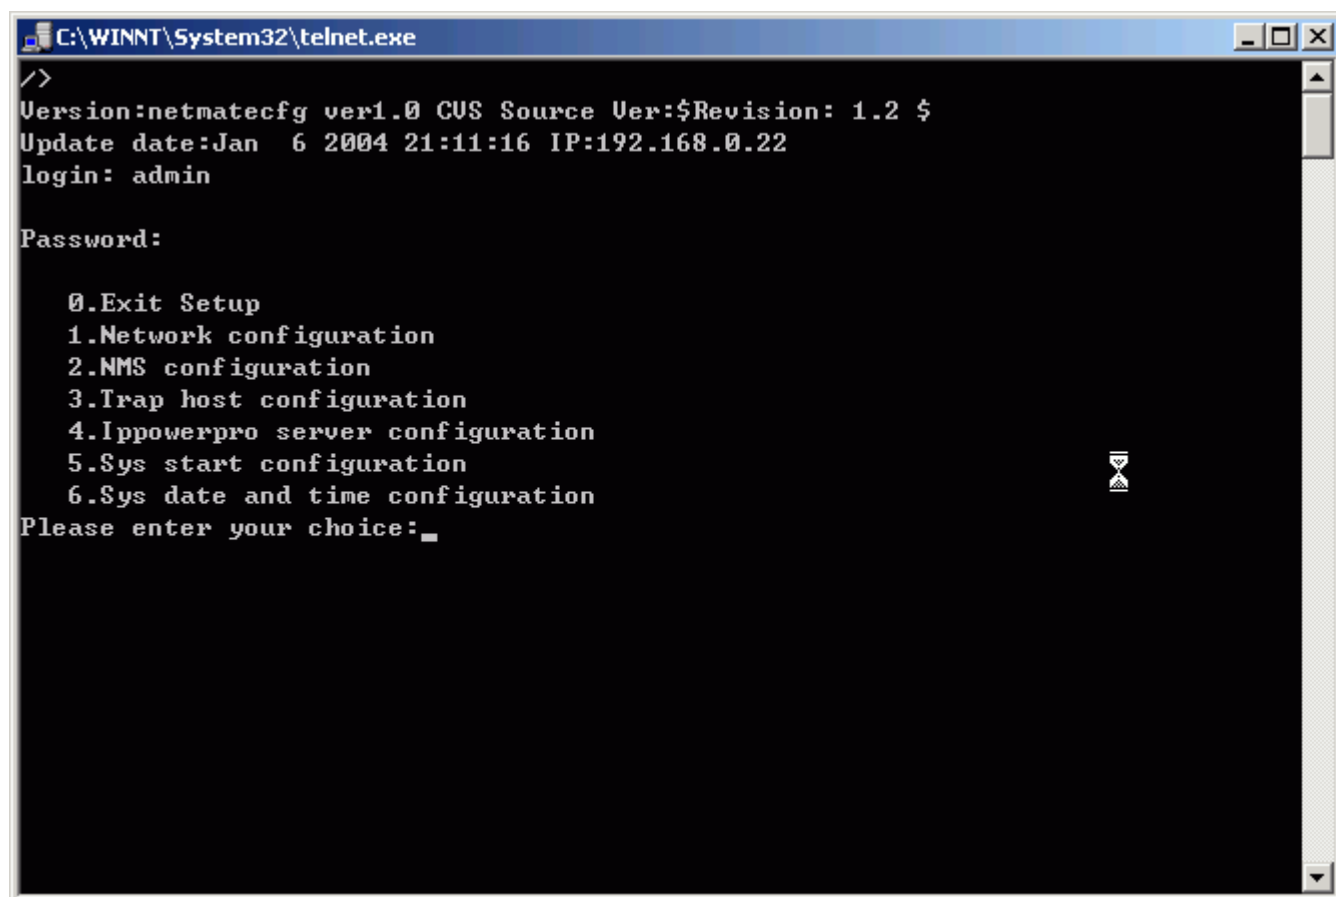 C:\WINNT\System32\telnet.exe
/>
Version:netmatecfg ver1.0 CVS Source Ver:$Revision: 1.2 $
Update date:Jan  6 2004 21:11:16 IP:192.168.0.22
login: admin
Password:
0.Exit Setup
1.Network configuration
2.NMS configuration
3.Trap host configuration
4.Ippowerpro server configuration
5.Sys start configuration
6.Sys date and time configuration
Please enter your choice:_